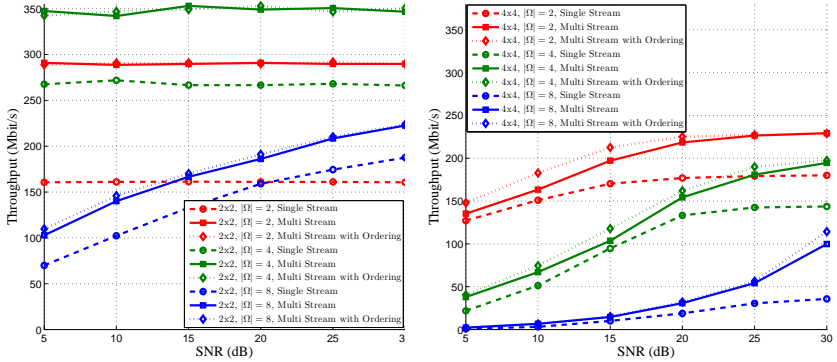 350
300
250
200
150
100
50
0
Throughput (Mbit/s)
5
10
15
20
25
30
SNR (dB)
2x2, |Ω| = 2, Single Stream
2x2, |Ω| = 2, Multi Stream
2x2, |Ω| = 2, Multi Stream with Ordering
2x2, |Ω| = 4, Single Stream
2x2, |Ω| = 4, Multi Stream
2x2, |Ω| = 4, Multi Stream with Ordering
2x2, |Ω| = 8, Single Stream
2x2, |Ω| = 8, Multi Stream
2x2, |Ω| = 8, Multi Stream with Ordering
350
300
250
200
150
100
50
0
Throughput (Mbit/s)
5
10
15
20
25
30
SNR (dB)
4x4, |Ω| = 2, Single Stream
4x4, |Ω| = 2, Multi Stream
4x4, |Ω| = 2, Multi Stream with Ordering
4x4, |Ω| = 4, Single Stream
4x4, |Ω| = 4, Multi Stream
4x4, |Ω| = 4, Multi Stream with Ordering
4x4, |Ω| = 8, Single Stream
4x4, |Ω| = 8, Multi Stream
4x4, |Ω| = 8, Multi Stream with Ordering